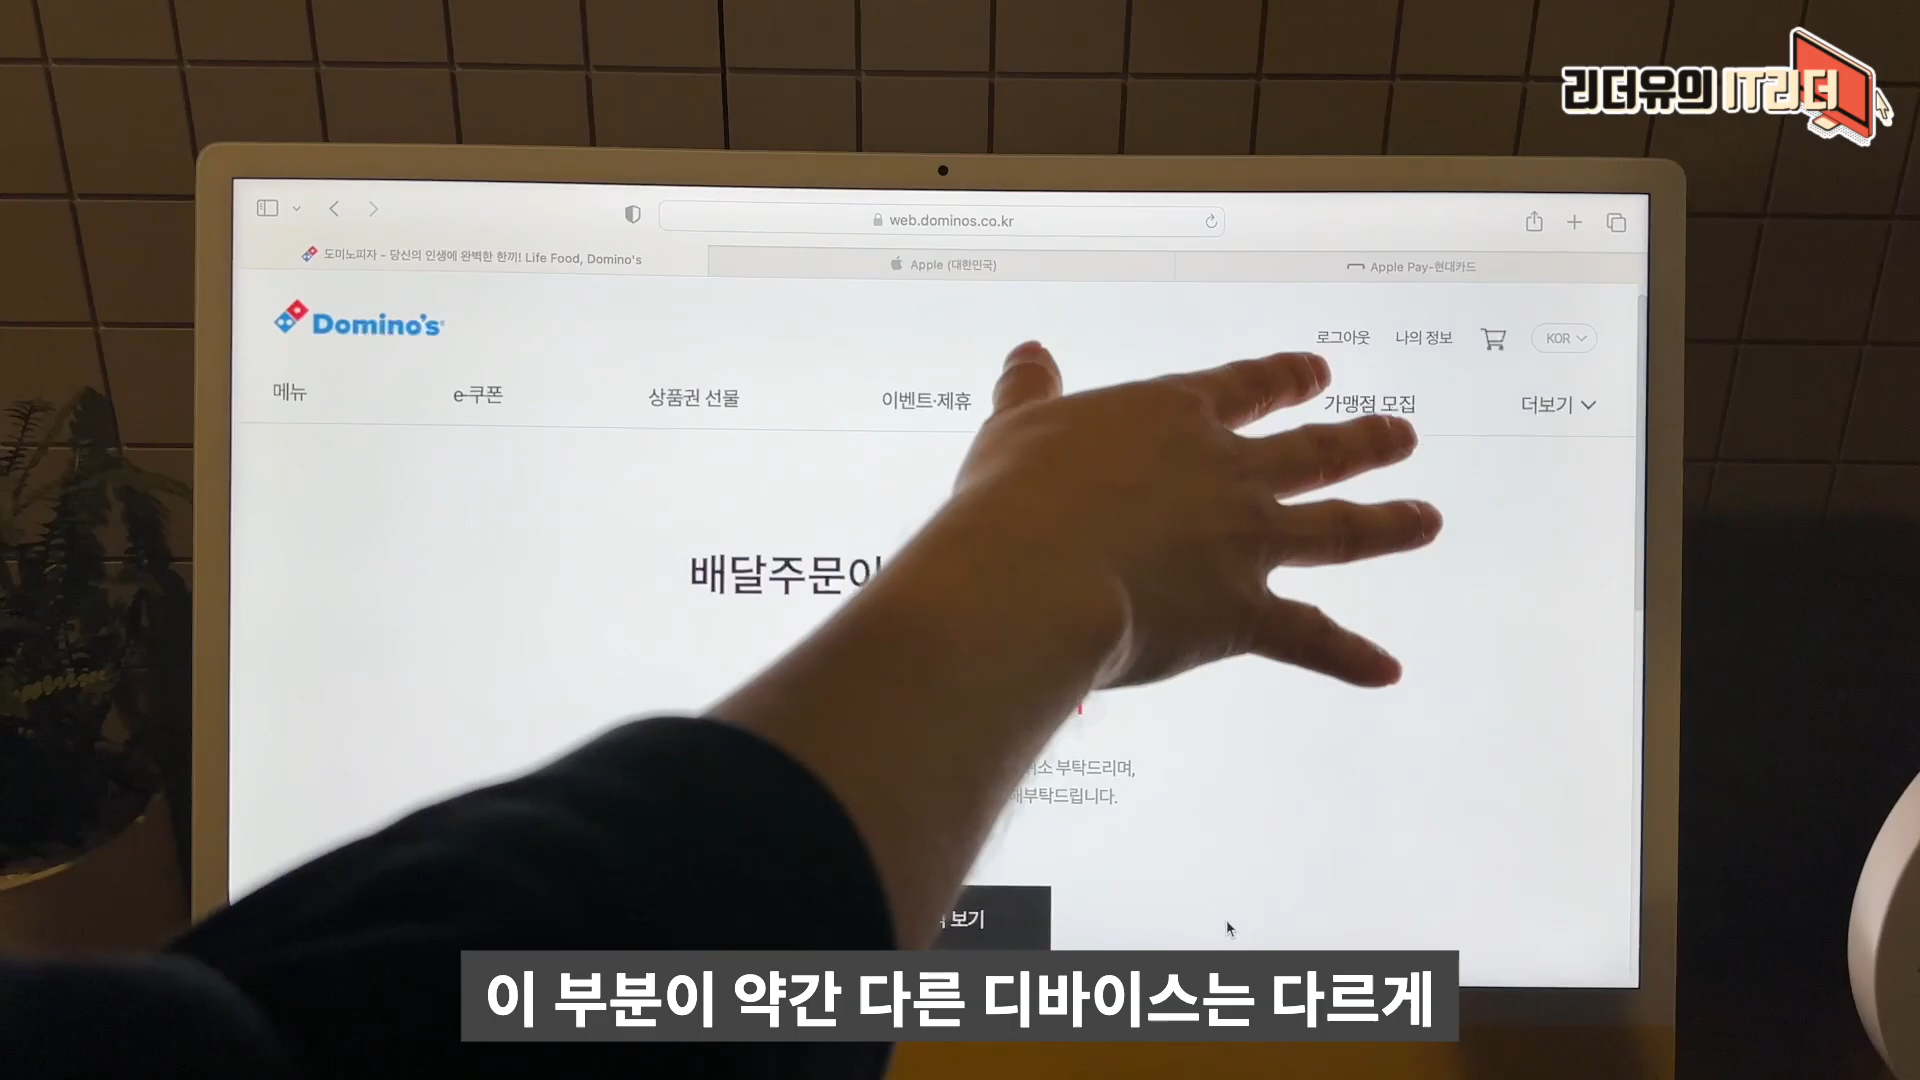 리더유의 IT리더
web.dominos.co.kr
도미노피자 - 당신의 인생에 완벽한 한끼! Life Food, Domino's
Apple (대한민국)
Apple Pay-현대카드
Domino's
로그아웃
나의 정보
KOR
메뉴
e-쿠폰
상품권 선물
이벤트·제휴
가맹점 모집
더보기
배달주문이
부탁드리며,
부탁드립니다.
보기
이 부분이 약간 다른 디바이스는 다르게